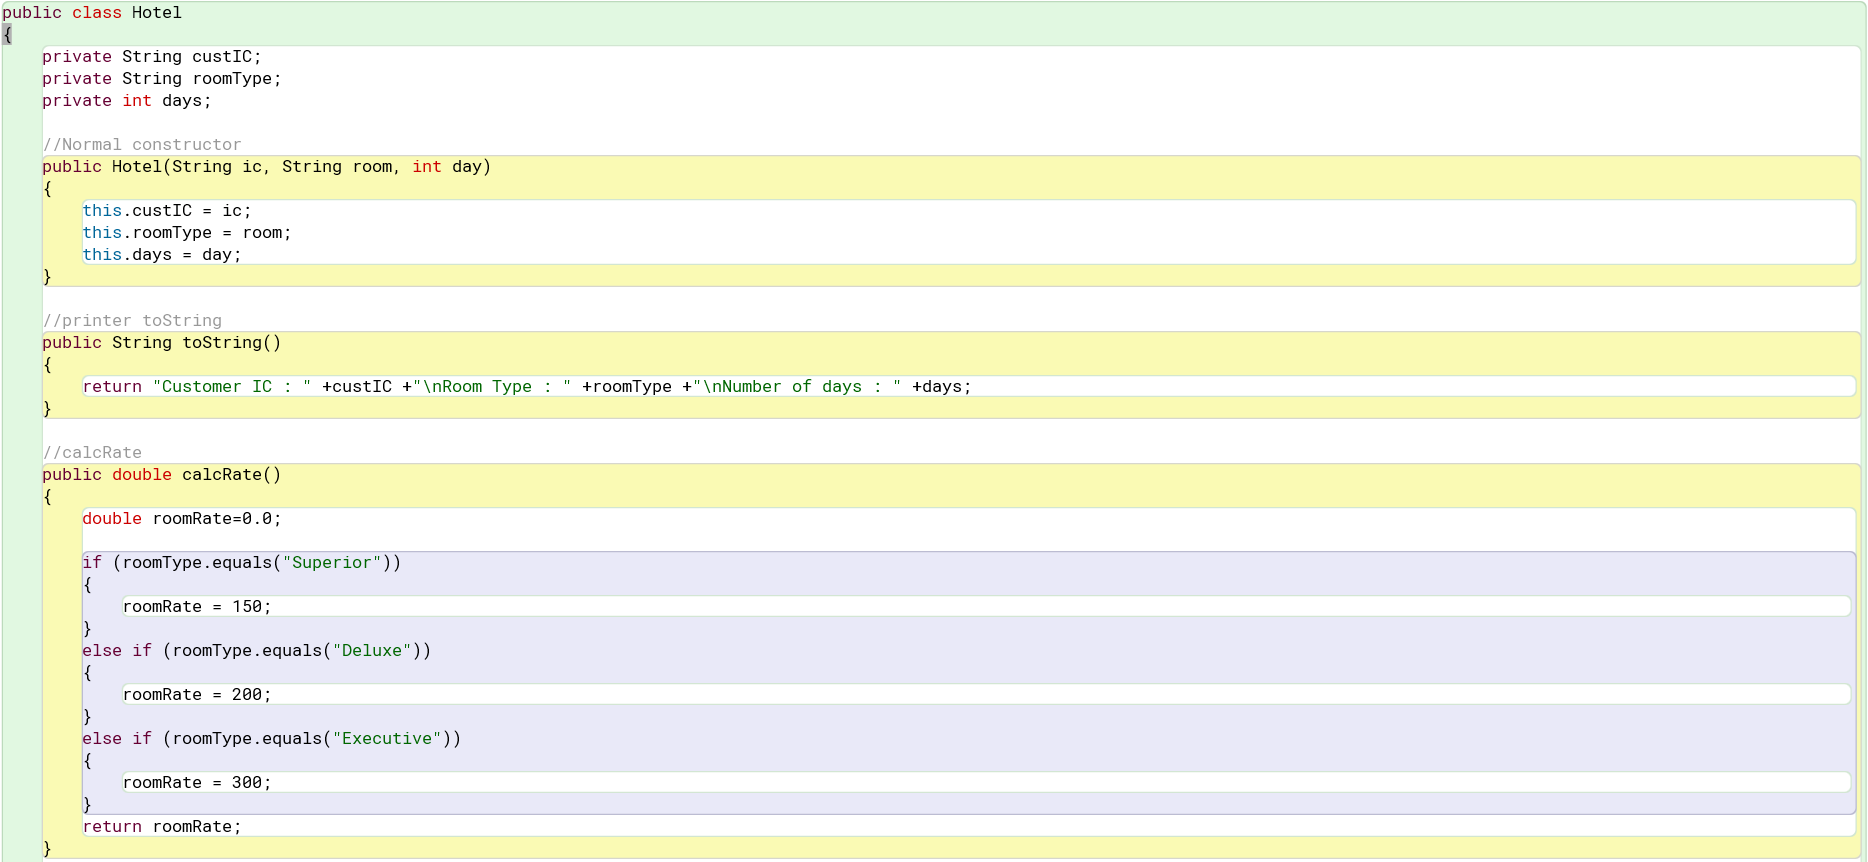 public class Hotel
{
    private String custIC;
    private String roomType;
    private int days;

    //Normal constructor
    public Hotel(String ic, String room, int day)
    {
        this.custIC = ic;
        this.roomType = room;
        this.days = day;
    }

    //printer toString
    public String toString()
    {
        return "Customer IC : " +custIC +"\nRoom Type : " +roomType +"\nNumber of days : " +days;
    }

    //calcRate
    public double calcRate()
    {
        double roomRate=0.0;

        if (roomType.equals("Superior"))
        {
            roomRate = 150;
        }
        else if (roomType.equals("Deluxe"))
        {
            roomRate = 200;
        }
        else if (roomType.equals("Executive"))
        {
            roomRate = 300;
        }
        return roomRate;
    }